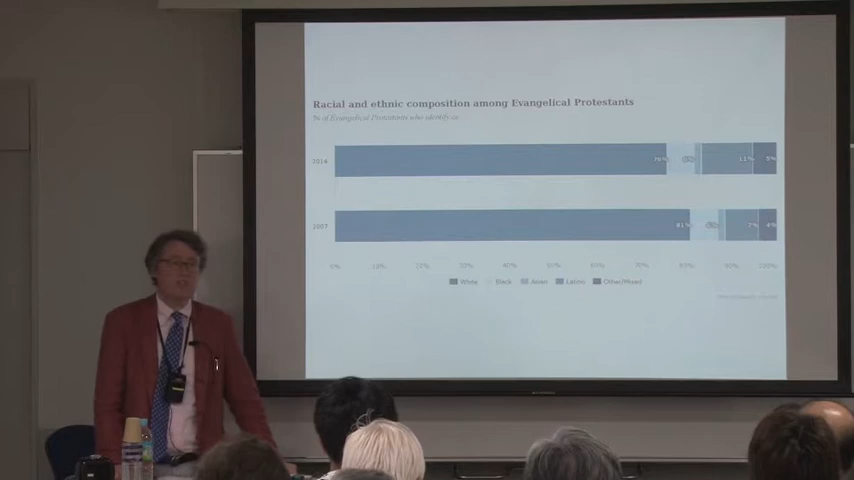 Racial and ethnic composition among Evangelical Protestants
% of Evangelical Protestants who identify as
2014 76% 6% 11% 5%
2007 81% 6% 7% 4%
0% 10% 20% 30% 40% 50% 60% 70% 80% 90% 100%
White Black Asian Latino Other/Mixed